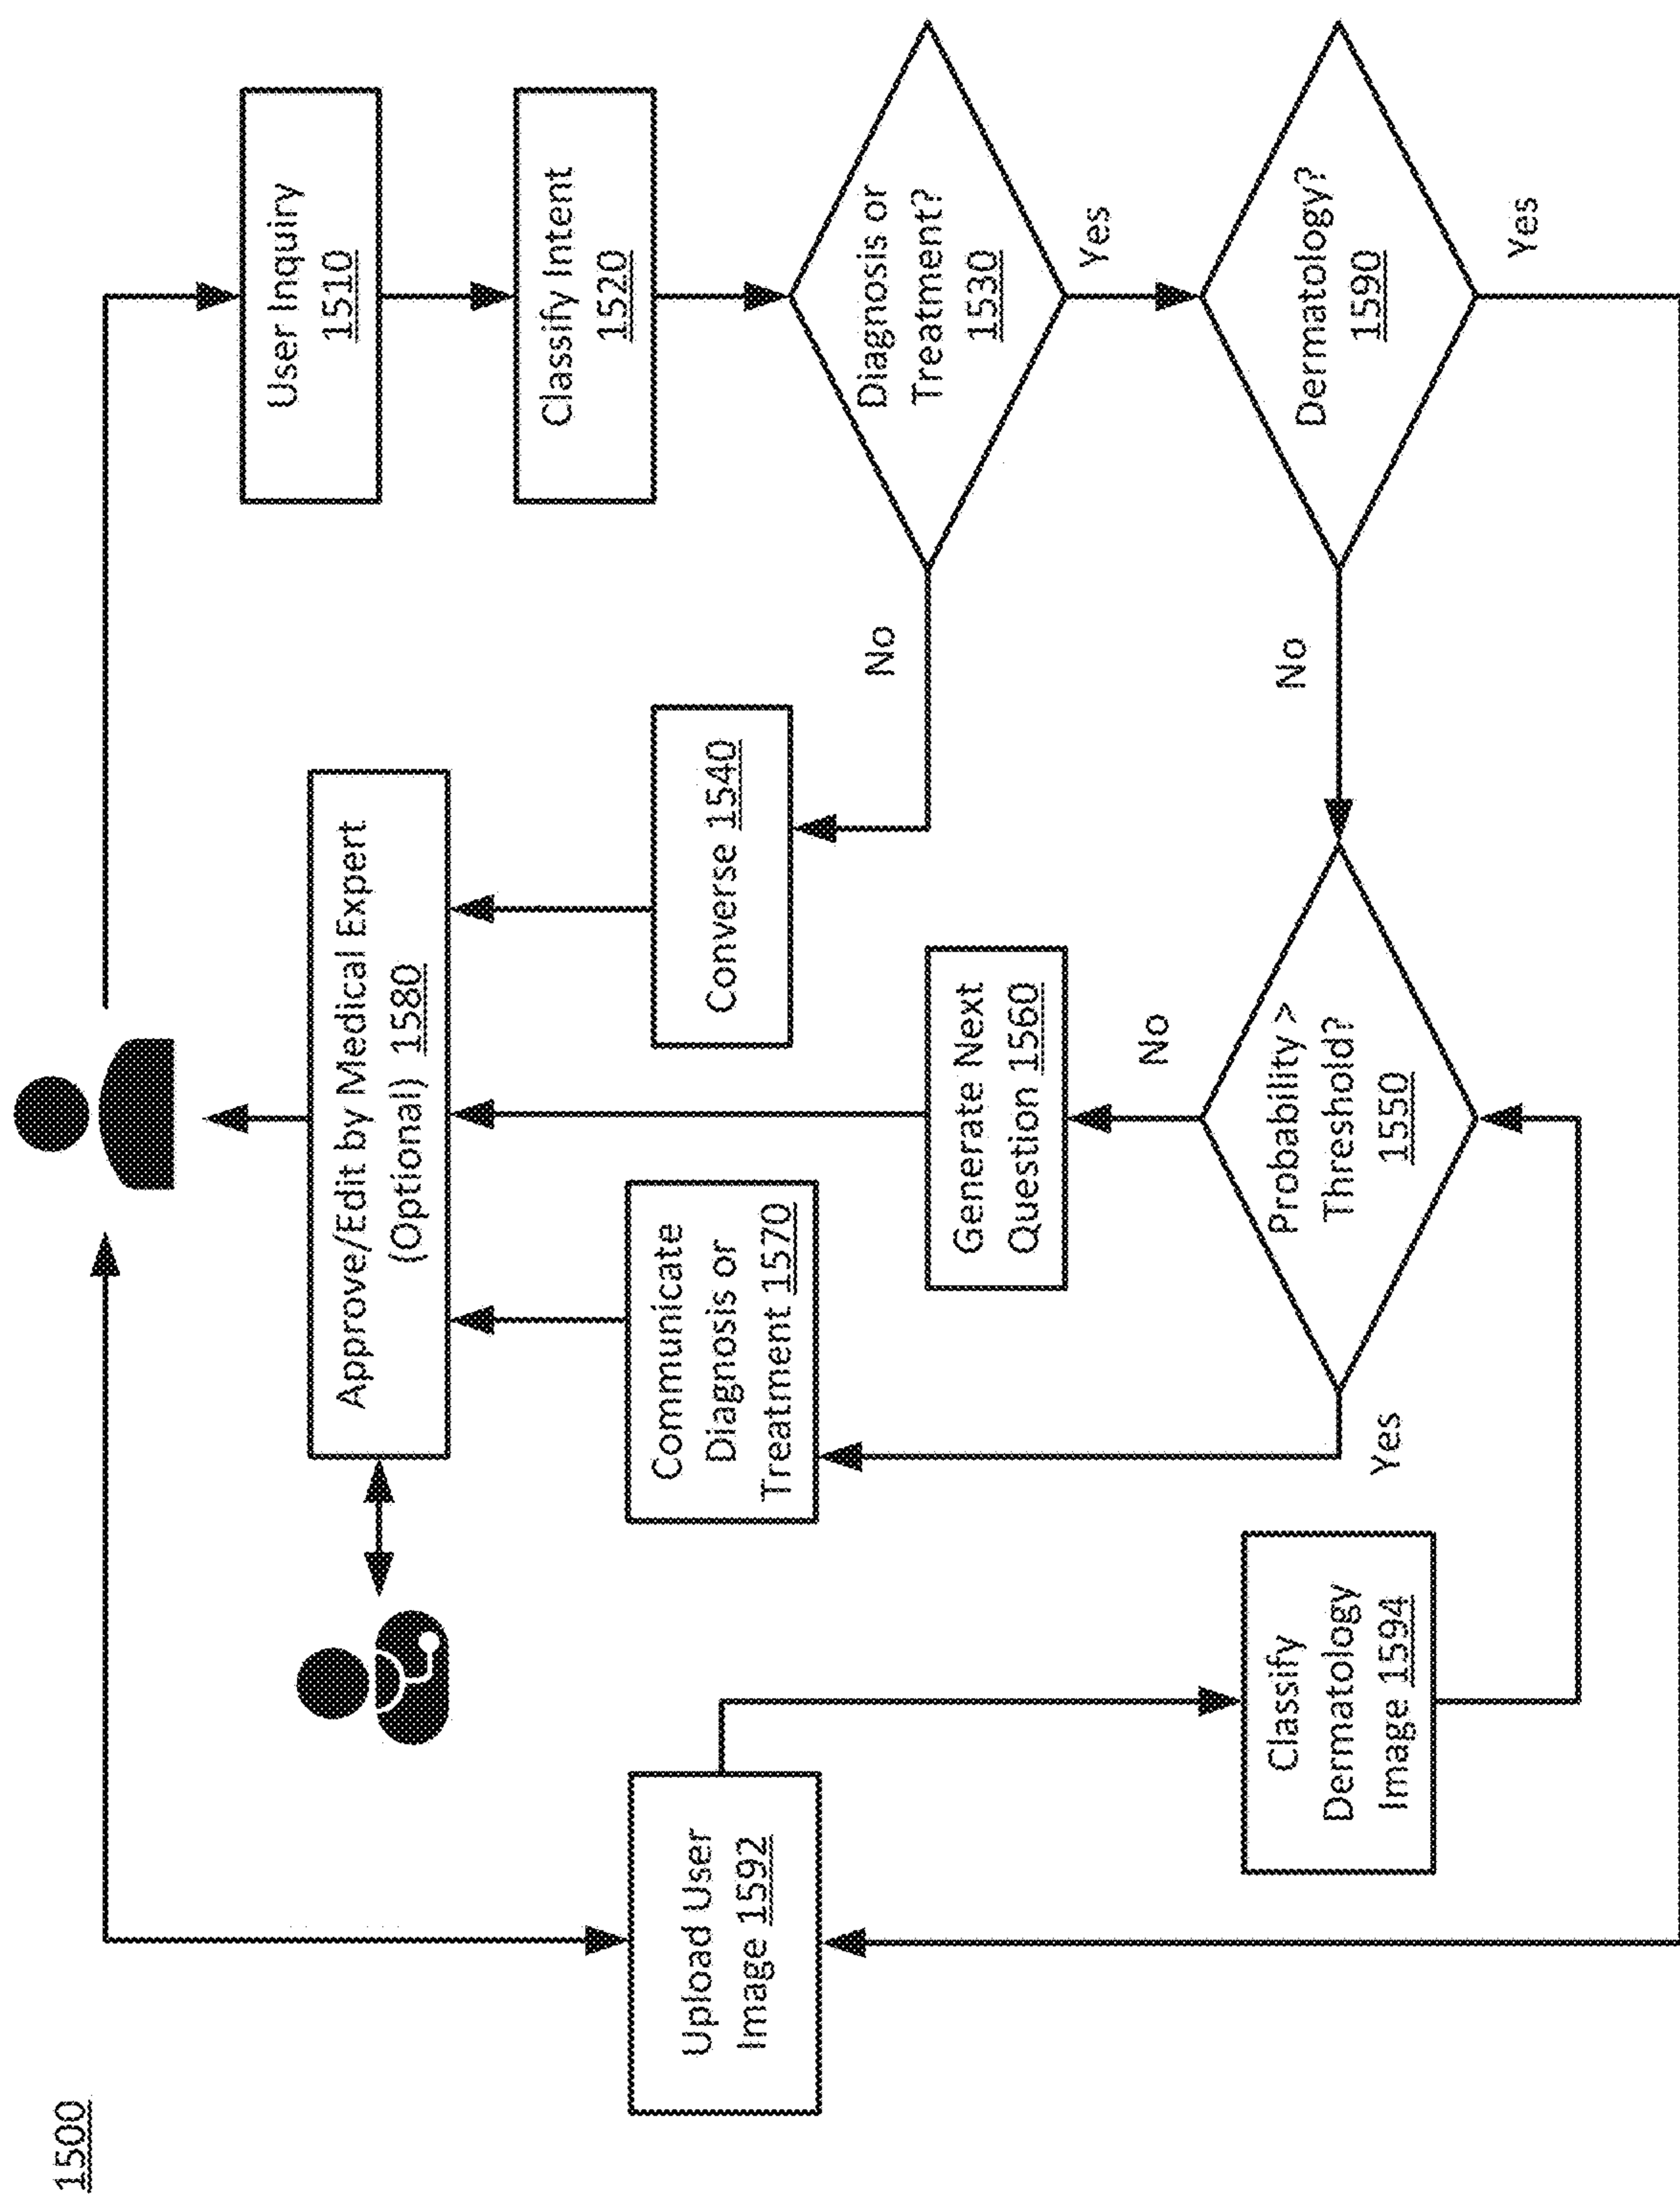 1500
User Inquiry
1510
Classify Intent
1520
Diagnosis or
Treatment?
1530
Yes
No
Dermatology?
1590
Yes
No
Converse 1540
Approve/Edit by Medical Expert
(Optional) 1580
Generate Next
Question 1560
No
Probability >
Threshold?
1550
Yes
Communicate
Diagnosis or
Treatment 1570
Upload User
Image 1592
Classify
Dermatology
Image 1594